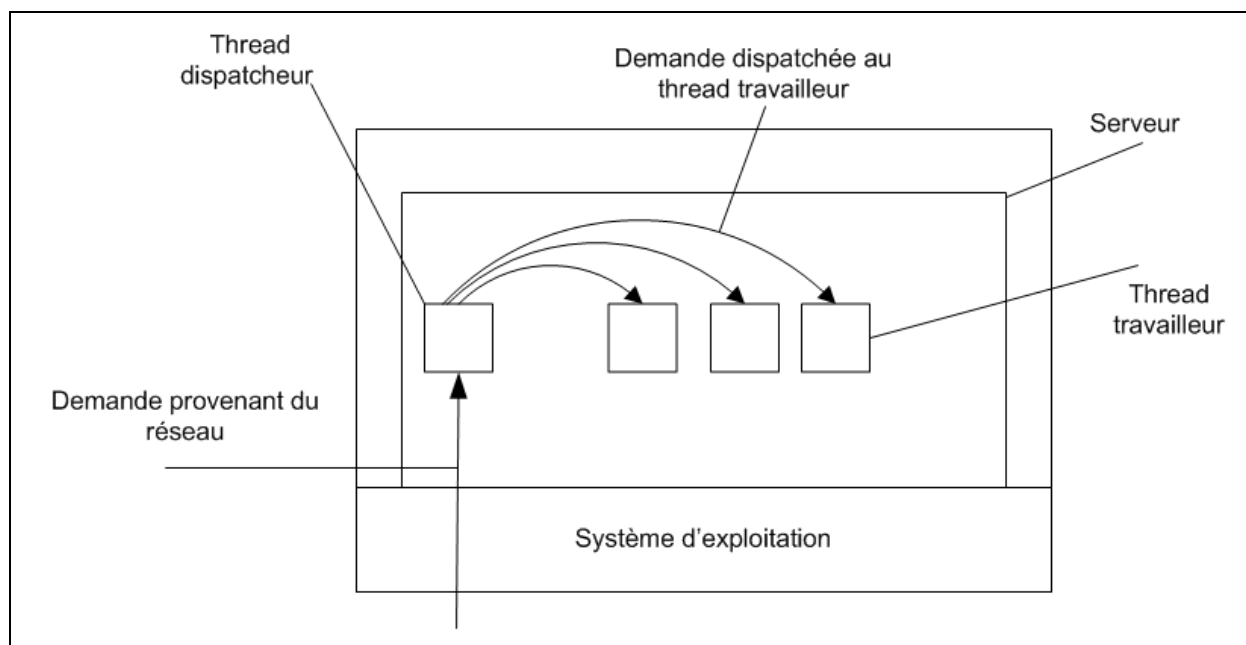 Thread
dispatcheur
Demande dispatchée au
thread travailleur
Serveur
Thread
travailleur
Demande provenant du
réseau
Système d'exploitation